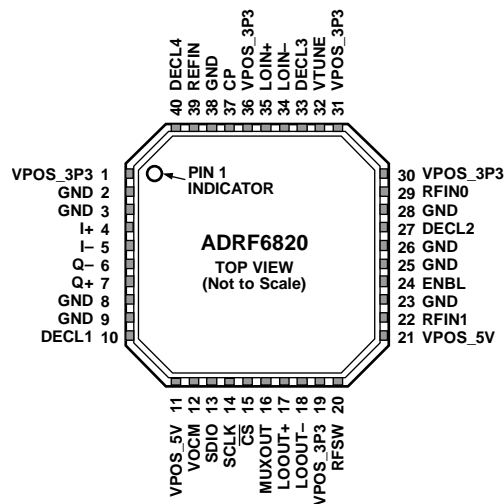 40 DECL4
39 REFIN
38 GND
37 CP
36 VPOS_3P3
35 LOIN+
34 LOIN–
33 DECL3
32 VTUNE
31 VPOS_3P3
VPOS_3P3 1
GND 2
GND 3
I+ 4
I– 5
Q– 6
Q+ 7
GND 8
GND 9
DECL1 10
PIN 1
INDICATOR
ADRF6820
TOP VIEW
(Not to Scale)
30 VPOS_3P3
29 RFIN0
28 GND
27 DECL2
26 GND
25 GND
24 ENBL
23 GND
22 RFIN1
21 VPOS_5V
VPOS_5V 11
VOCM 12
SDIO 13
SCLK 14
CS 15
MUXOUT 16
LOOUT+ 17
LOOUT– 18
VPOS_3P3 19
RFSW 20